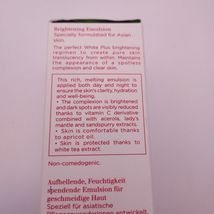 Brightening Emulsion
Specially formulated for Asian
skin.
The perfect White Plus brightening
regimen to create pure skin
translucency from within. Maintains
the appearance of a spotless
complexion and clear skin.
This rich, melting emulsion is
applied both day and night to
ensure the skin's clarity, hydration
and well-being.
• The complexion is brightened
and dark spots are visibly reduced
thanks to vitamin C derivative
combined with acerola, lady's
mantle and sandspurry extracts.
• Skin is comfortable thanks
to apricot oil.
• Skin is protected thanks to
white tea extract.
Non-comedogenic.
Aufhellende, Feuchtigkeit
spendende Emulsion für
geschmeidige Haut
Speziell für asiatische